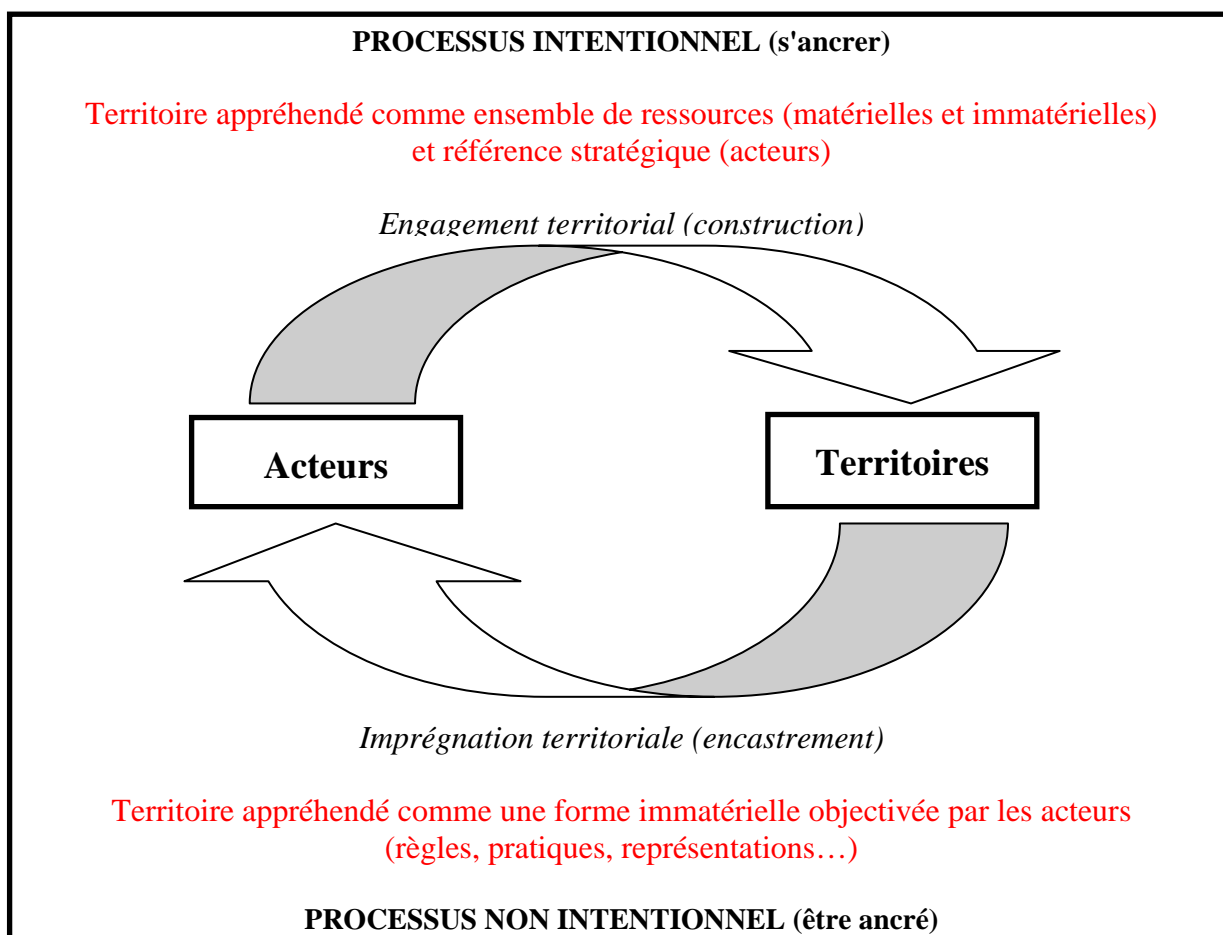 PROCESSUS INTENTIONNEL (s'ancrer)
Territoire appréhendé comme ensemble de ressources (matérielles et immatérielles)
et référence stratégique (acteurs)
Engagement territorial (construction)
Acteurs
Territoires
Imprégnation territoriale (encastrement)
Territoire appréhendé comme une forme immatérielle objectivée par les acteurs
(règles, pratiques, représentations…)
PROCESSUS NON INTENTIONNEL (être ancré)